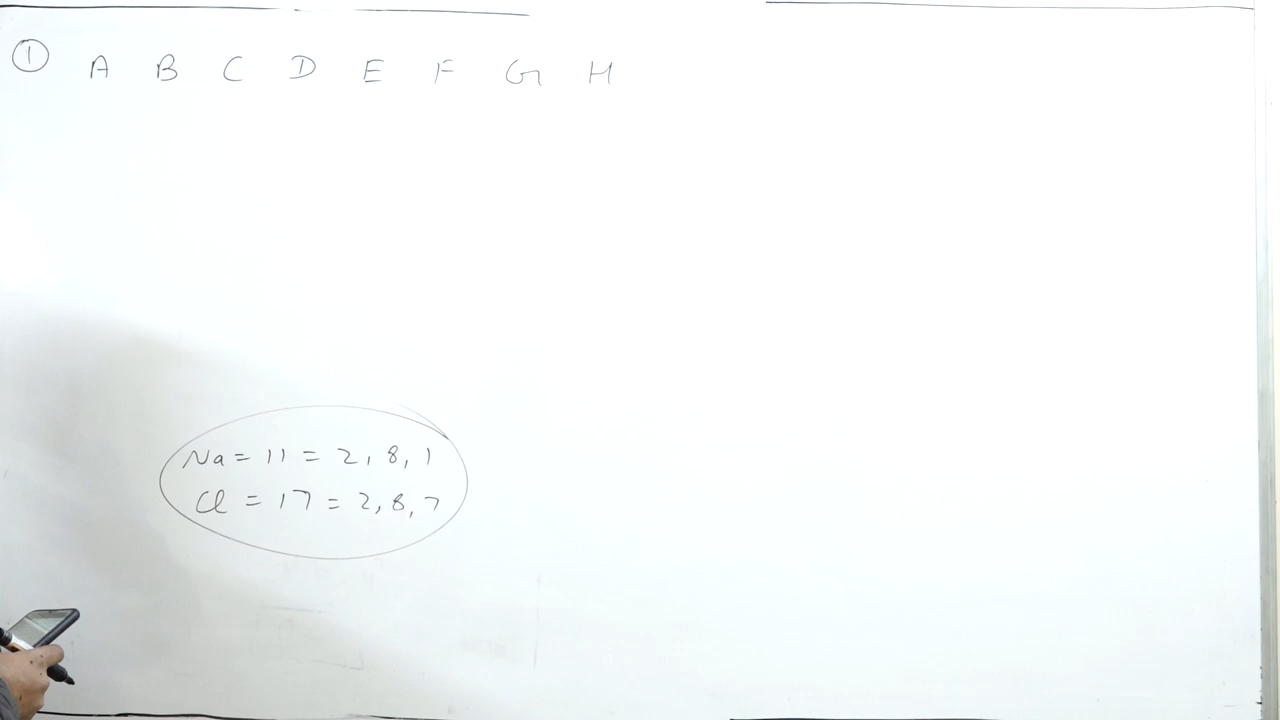 ① A B C D E F G H
Na = 11 = 2, 8, 1
Cl = 17 = 2, 8, 7